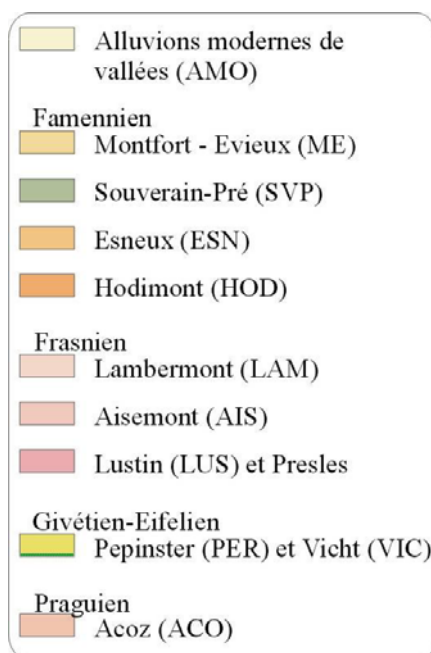 Alluvions modernes de
vallées (AMO)
Famennien
Montfort - Evieux (ME)
Souverain-Pré (SVP)
Esneux (ESN)
Hodimont (HOD)
Frasnien
Lambermont (LAM)
Aisemont (AIS)
Lustin (LUS) et Presles
Givétien-Eifelien
Pepinster (PER) et Vicht (VIC)
Praguien
Acoz (ACO)